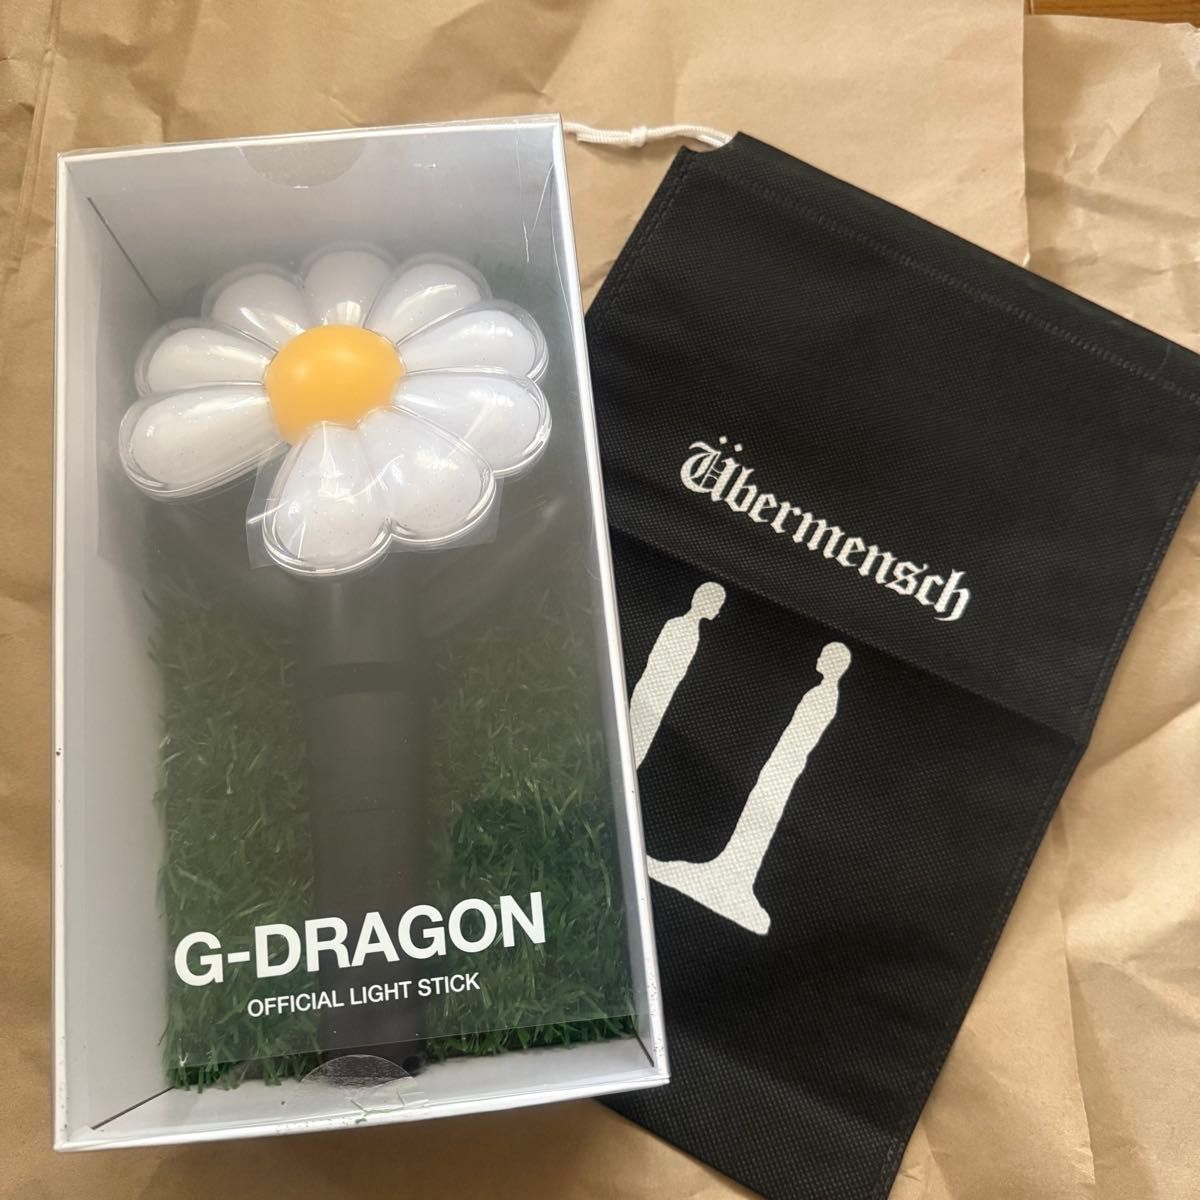 G-DRAGON
OFFICIAL LIGHT STICK
Übermensch